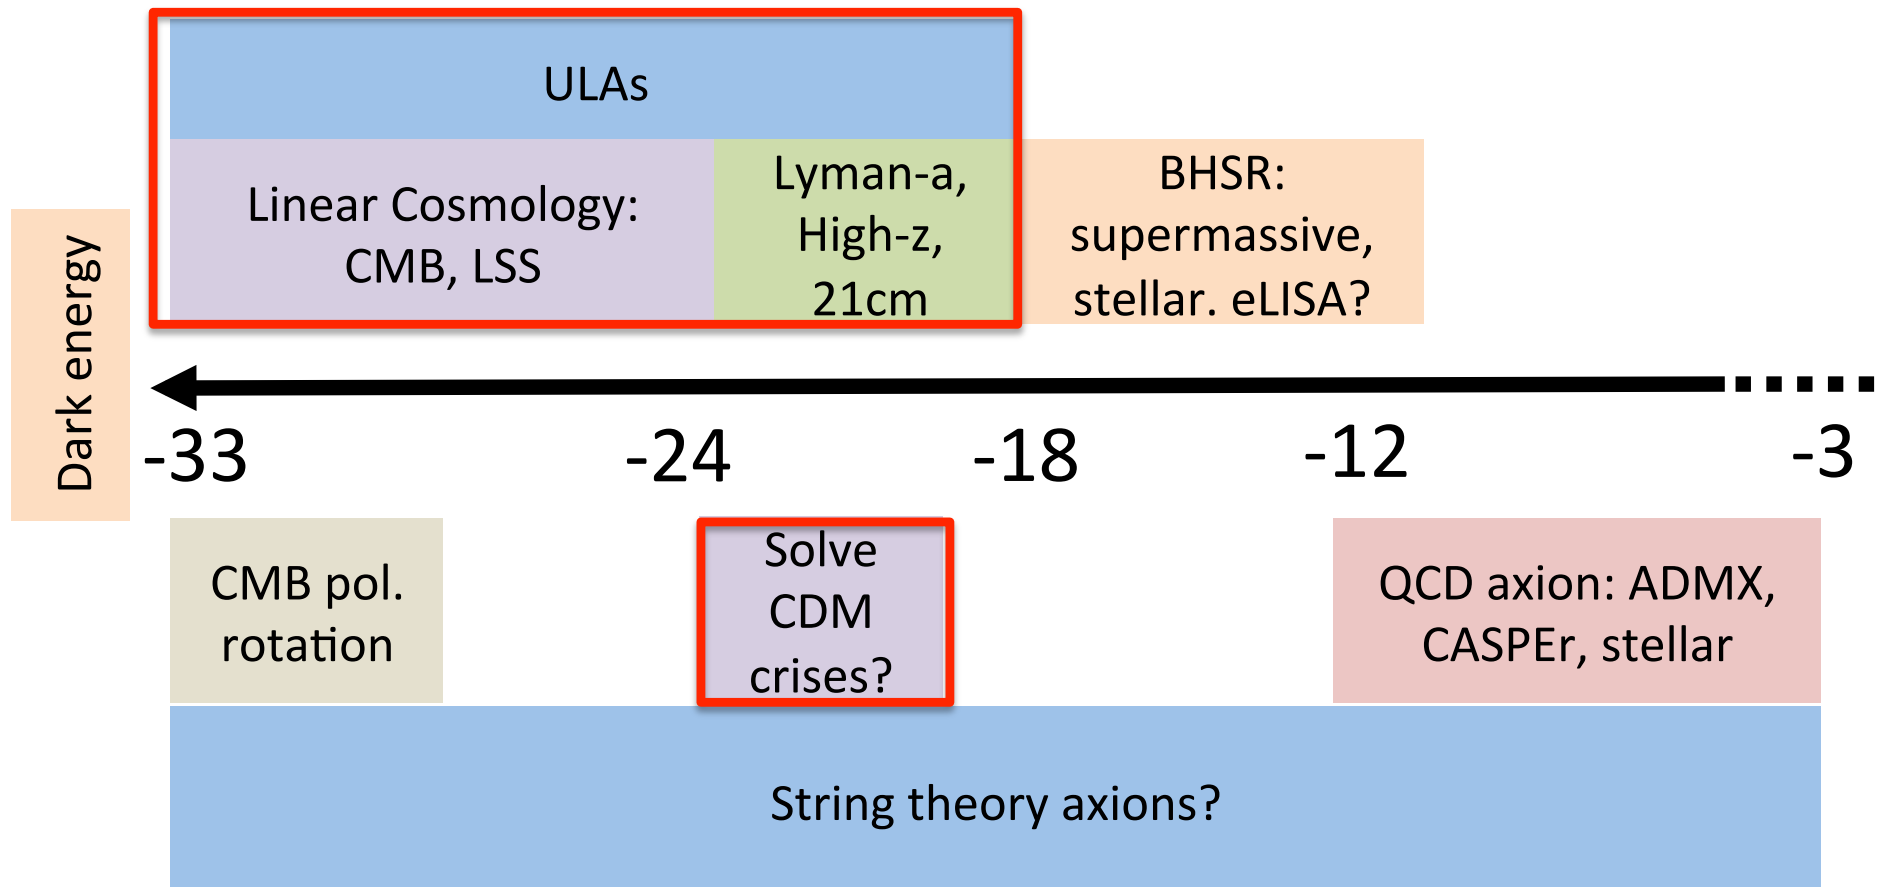 ULAs
Linear Cosmology:
CMB, LSS
Lyman-a,
High-z,
21cm
BHSR:
supermassive,
stellar. eLISA?
Dark energy
-33
-24
-18
-12
-3
CMB pol.
rotation
Solve
CDM
crises?
QCD axion: ADMX,
CASPEr, stellar
String theory axions?